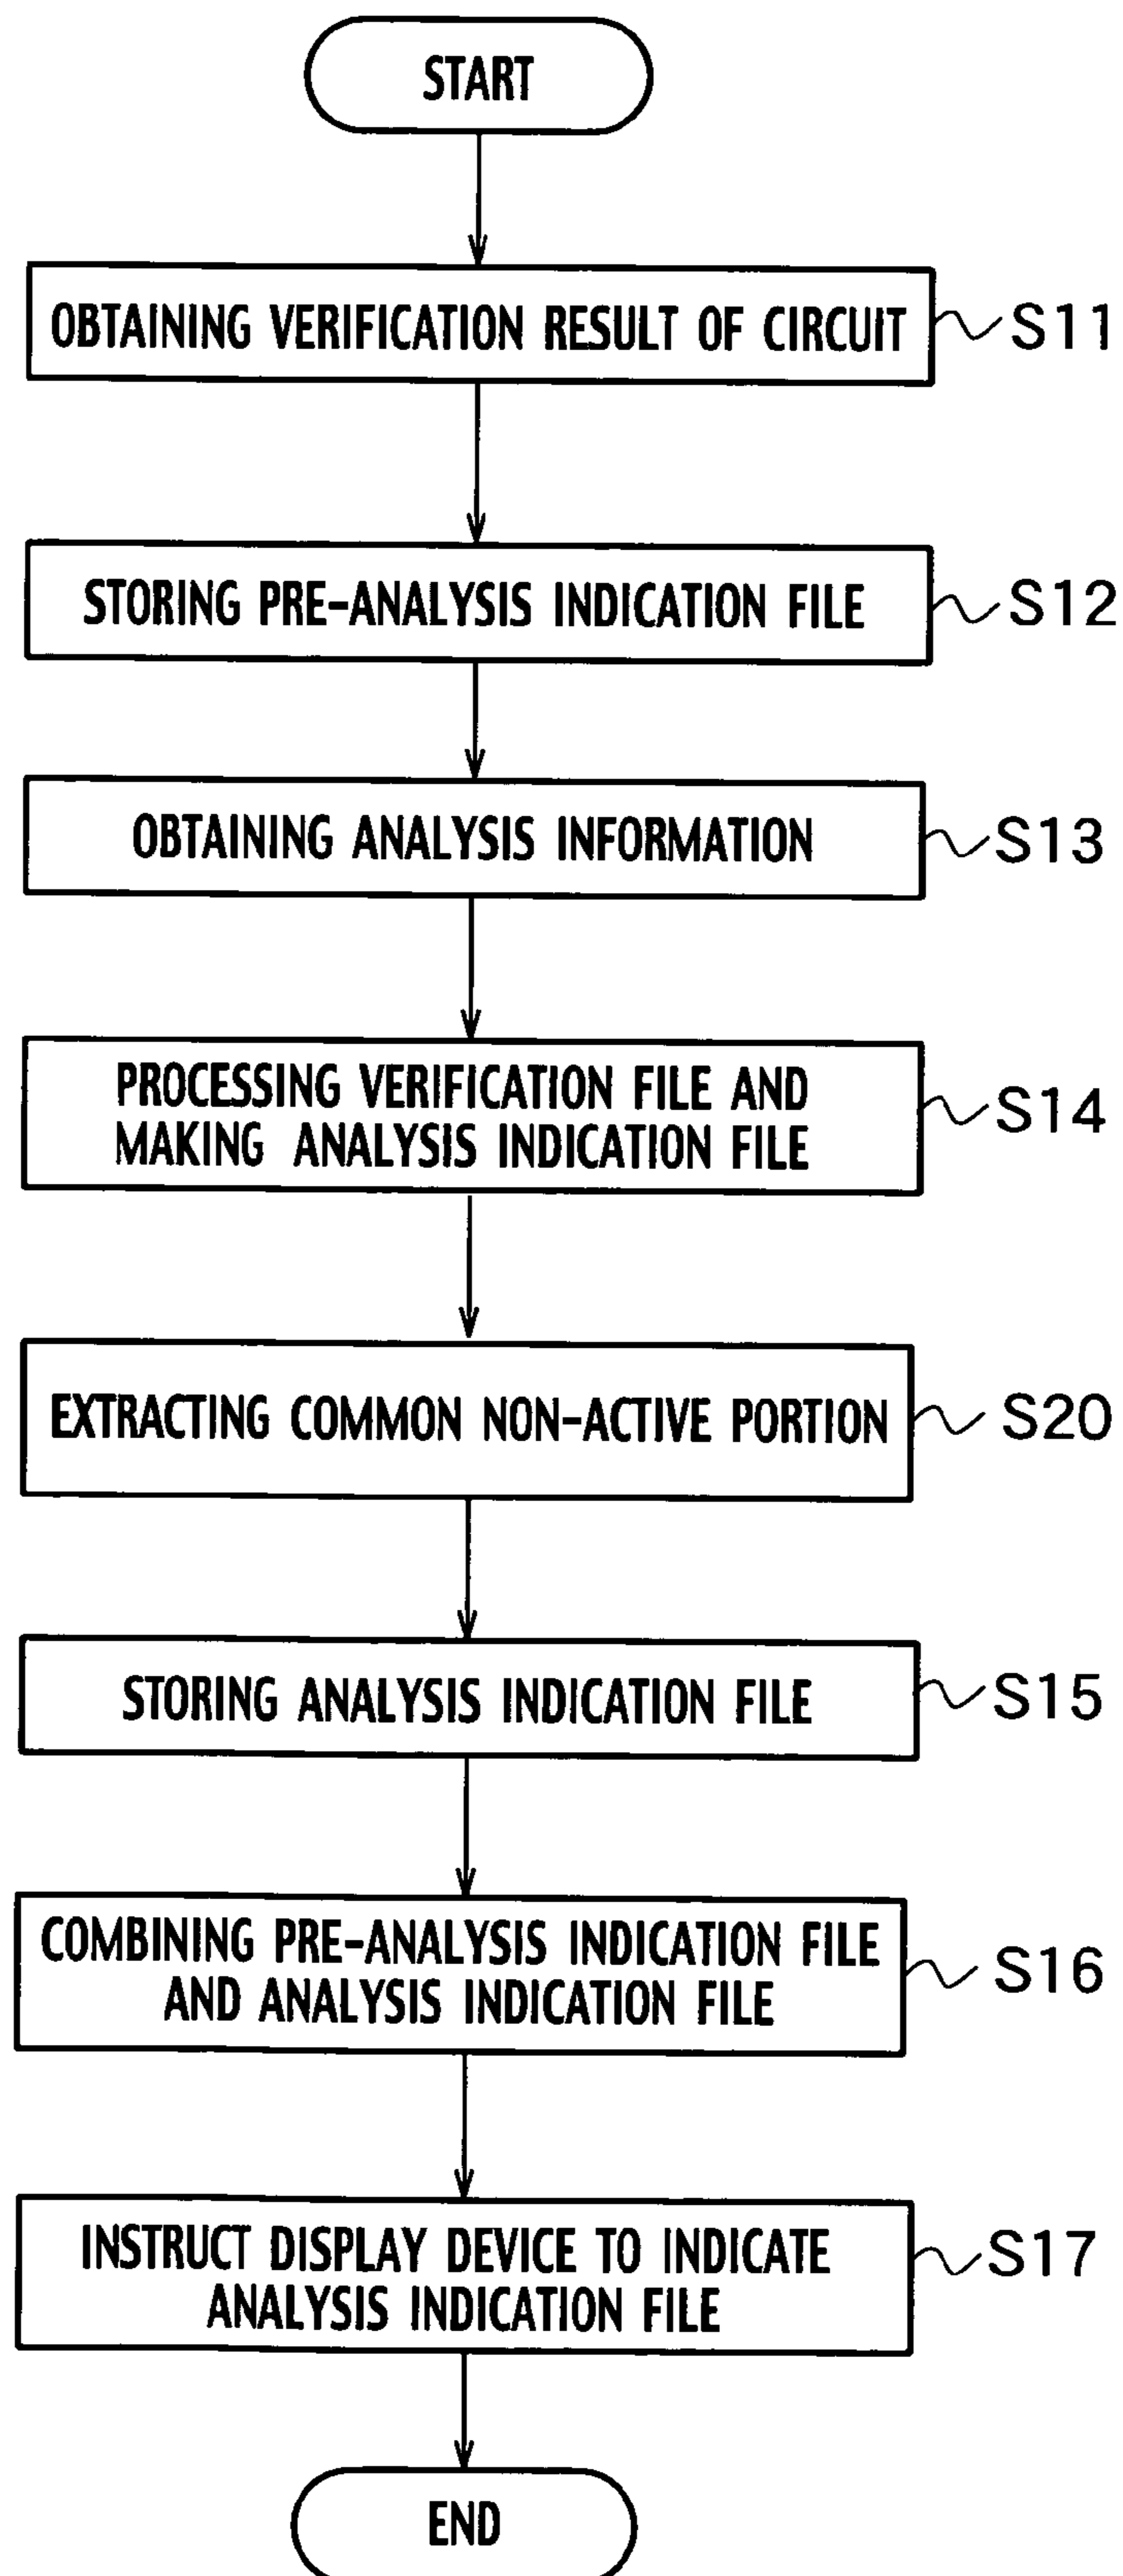 START
OBTAINING VERIFICATION RESULT OF CIRCUIT S11
STORING PRE-ANALYSIS INDICATION FILE S12
OBTAINING ANALYSIS INFORMATION S13
PROCESSING VERIFICATION FILE AND
MAKING ANALYSIS INDICATION FILE
S14
EXTRACTING COMMON NON-ACTIVE PORTION S20
STORING ANALYSIS INDICATION FILE S15
COMBINING PRE-ANALYSIS INDICATION FILE
AND ANALYSIS INDICATION FILE
S16
INSTRUCT DISPLAY DEVICE TO INDICATE
ANALYSIS INDICATION FILE
S17
END